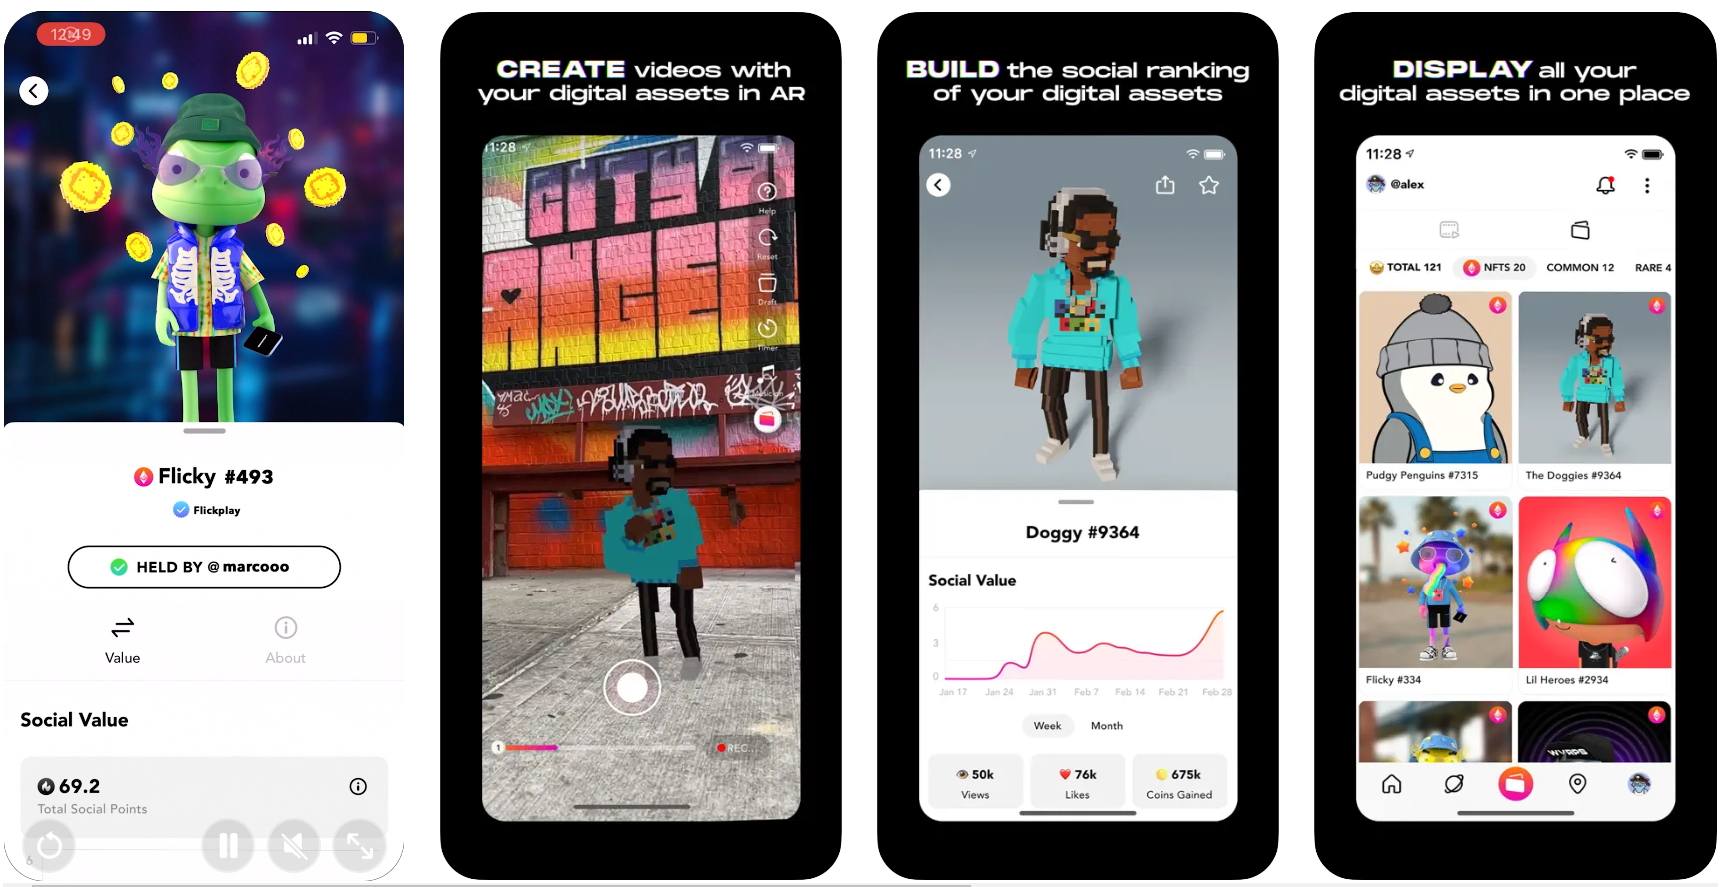 12:49
Flicky #493
Flickplay
HELD BY @marcooo
Value
About
Social Value
69.2
Total Social Points
6
CREATE videos with
your digital assets in AR
11:28
Help
Reset
Draft
Timer
1
REC...
BUILD the social ranking
of your digital assets
11:28
Doggy #9364
Social Value
6
3
0
Jan 17 Jan 24 Jan 31 Feb 7 Feb 14 Feb 21 Feb 28
Week Month
50k 76k 675k
Views Likes Coins Gained
DISPLAY all your
digital assets in one place
11:28
@alex
TOTAL 121 NFTS 20 COMMON 12 RARE 4
Pudgy Penguins #7315 The Doggies #9364
Flicky #334 Lil Heroes #2934